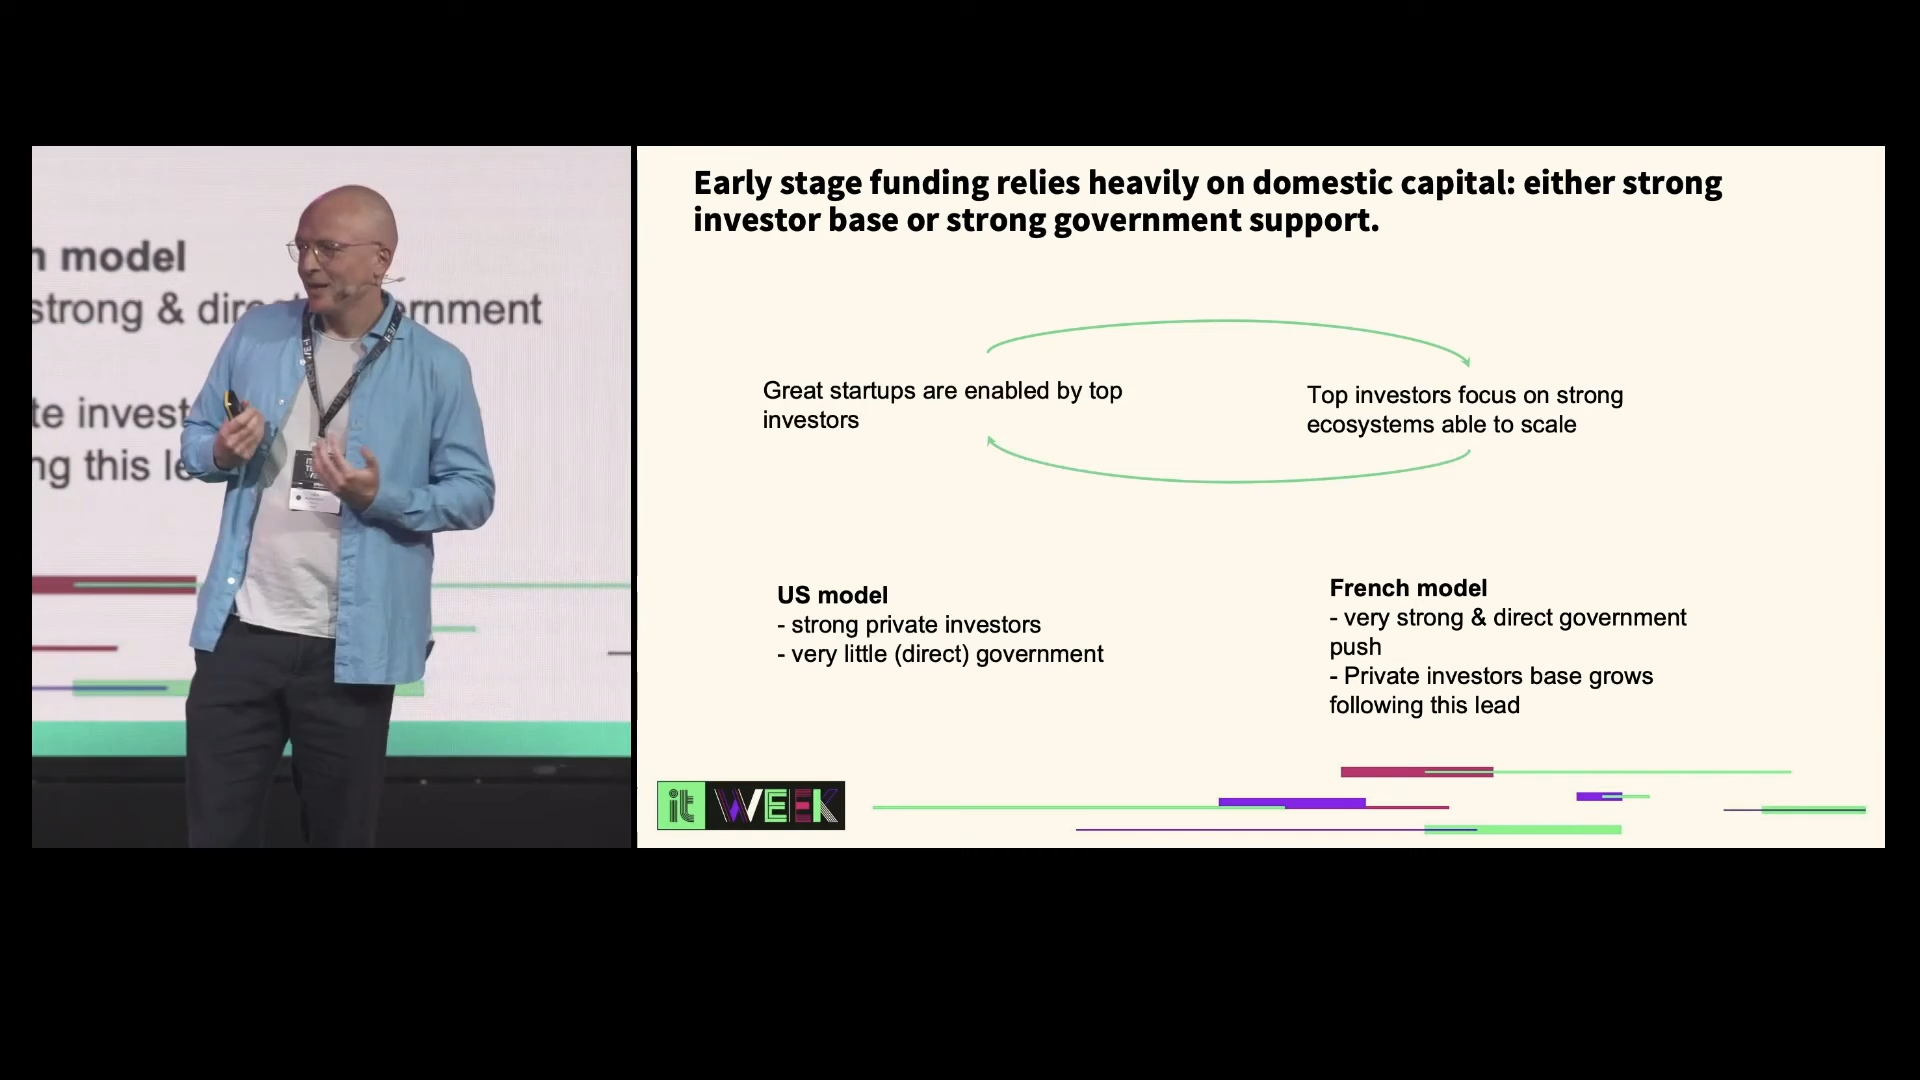 n model
strong & direc ernment
te invest
ng this le
Early stage funding relies heavily on domestic capital: either strong
investor base or strong government support.
Great startups are enabled by top
investors
Top investors focus on strong
ecosystems able to scale
US model
- strong private investors
- very little (direct) government
French model
- very strong & direct government
push
- Private investors base grows
following this lead
it WEEK